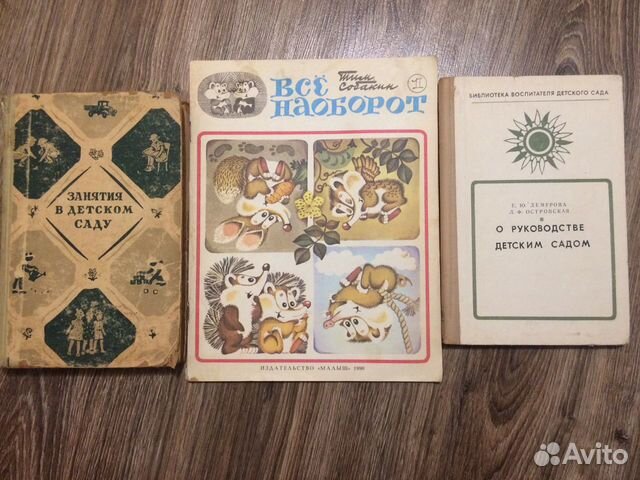 ЗАНЯТИЯ
В ДЕТСКОМ
САДУ
Тим
Собакин
ВСЁ
НАОБОРОТ
ИЗДАТЕЛЬСТВО «МАЛЫШ» 1990
БИБЛИОТЕКА ВОСПИТАТЕЛЯ ДЕТСКОГО САДА
Е. Ю. ДЕМУРОВА
Л. Ф. ОСТРОВСКАЯ
О РУКОВОДСТВЕ
ДЕТСКИМ САДОМ
Avito